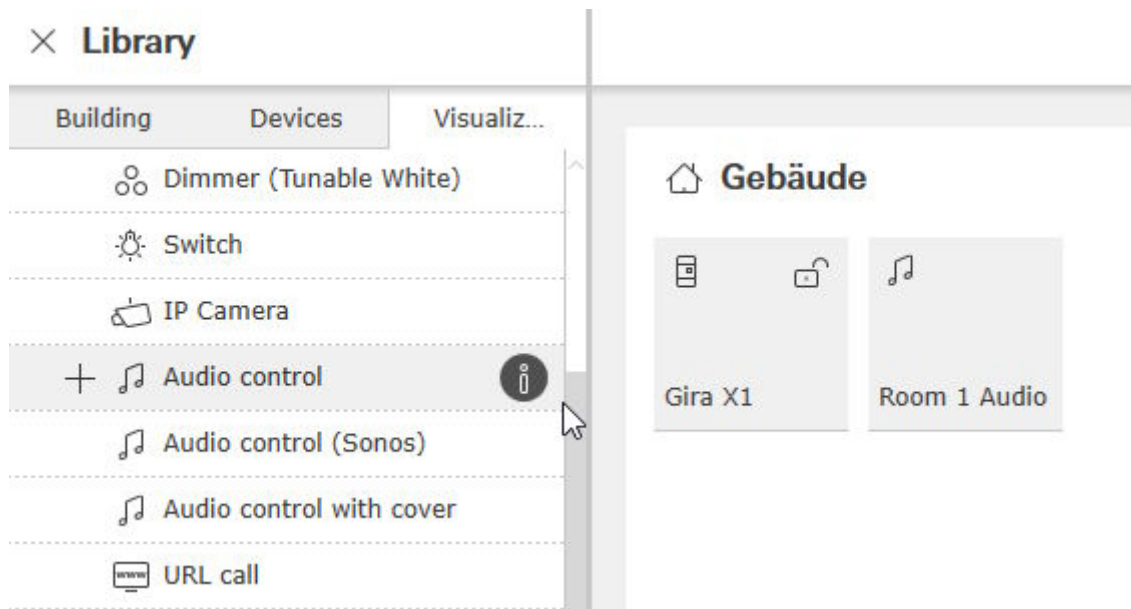 Library
Building Devices Visualiz...
Dimmer (Tunable White)
Switch
IP Camera
Audio control
Audio control (Sonos)
Audio control with cover
www URL call
Gebäude
Gira X1
Room 1 Audio